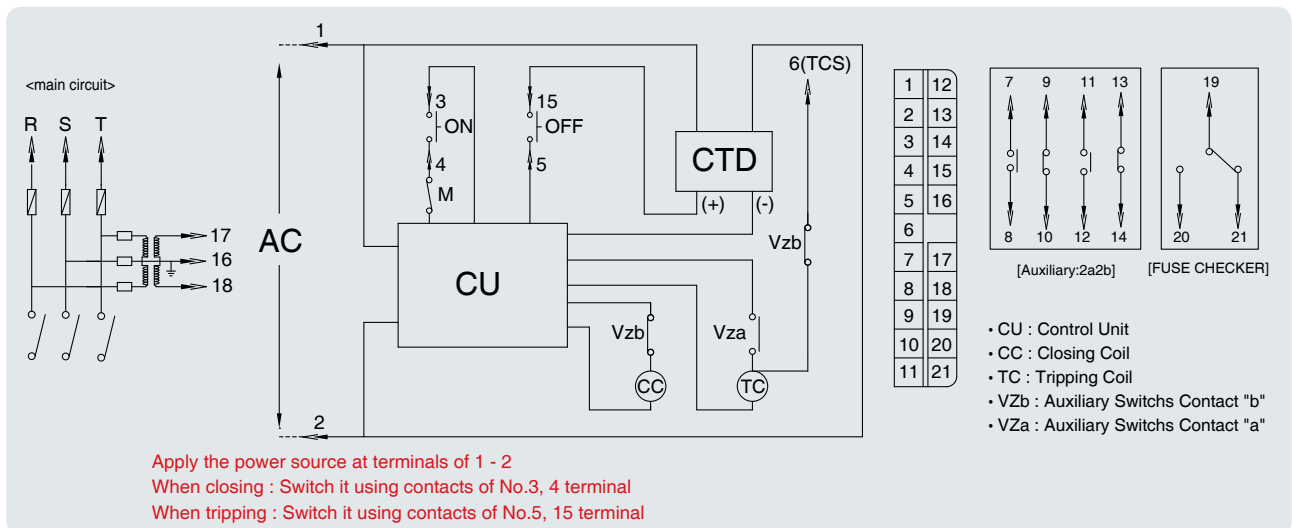 <main circuit>
R S T
17
16
18
AC
1
2
3
ON
4
M
15
OFF
5
CU
CTD
(+) (-)
6(TCS)
Vzb
Vzb
Vza
CC
TC
1 12
2 13
3 14
4 15
5 16
6
7 17
8 18
9 19
10 20
11 21
7 9 11 13
8 10 12 14
[Auxiliary:2a2b]
19
20 21
[FUSE CHECKER]
• CU : Control Unit
• CC : Closing Coil
• TC : Tripping Coil
• VZb : Auxiliary Switchs Contact "b"
• VZa : Auxiliary Switchs Contact "a"
Apply the power source at terminals of 1 - 2
When closing : Switch it using contacts of No.3, 4 terminal
When tripping : Switch it using contacts of No.5, 15 terminal